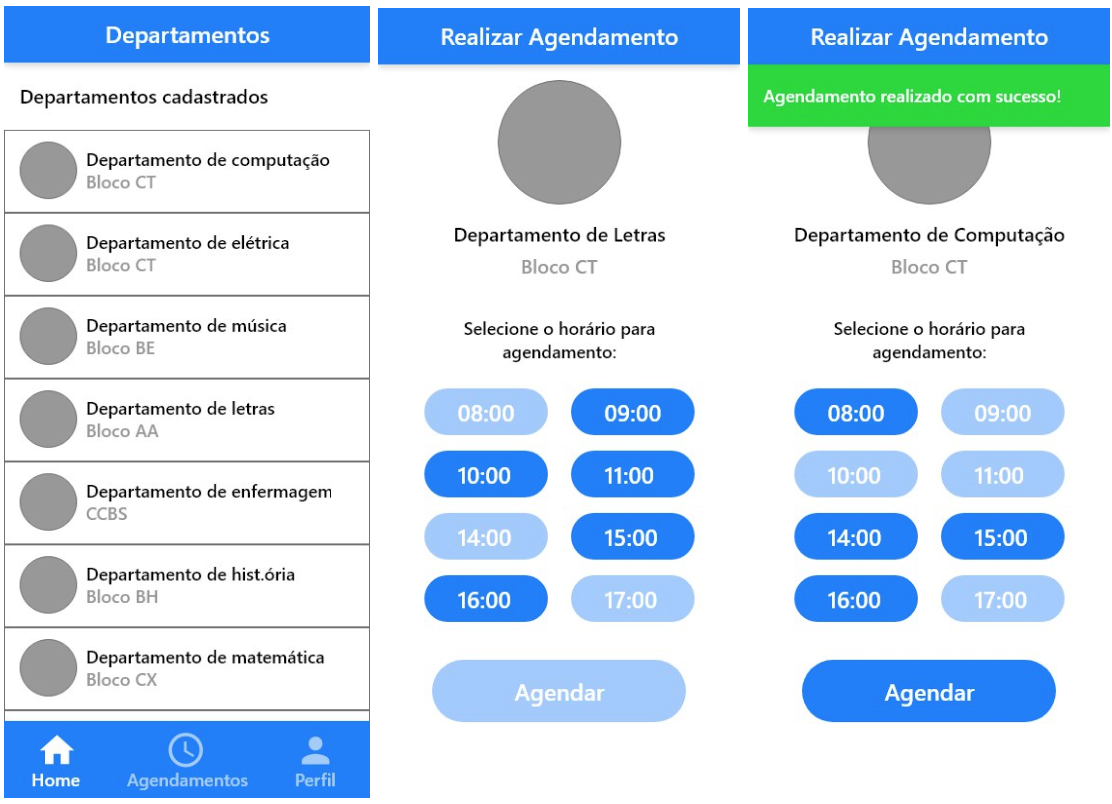 Departamentos
Departamentos cadastrados
Departamento de computação
Bloco CT
Departamento de elétrica
Bloco CT
Departamento de música
Bloco BE
Departamento de letras
Bloco AA
Departamento de enfermagem
CCBS
Departamento de hist.ória
Bloco BH
Departamento de matemática
Bloco CX
Home Agendamentos Perfil
Realizar Agendamento
Departamento de Letras
Bloco CT
Selecione o horário para
agendamento:
08:00 09:00
10:00 11:00
14:00 15:00
16:00 17:00
Agendar
Realizar Agendamento
Agendamento realizado com sucesso!
Departamento de Computação
Bloco CT
Selecione o horário para
agendamento:
08:00 09:00
10:00 11:00
14:00 15:00
16:00 17:00
Agendar